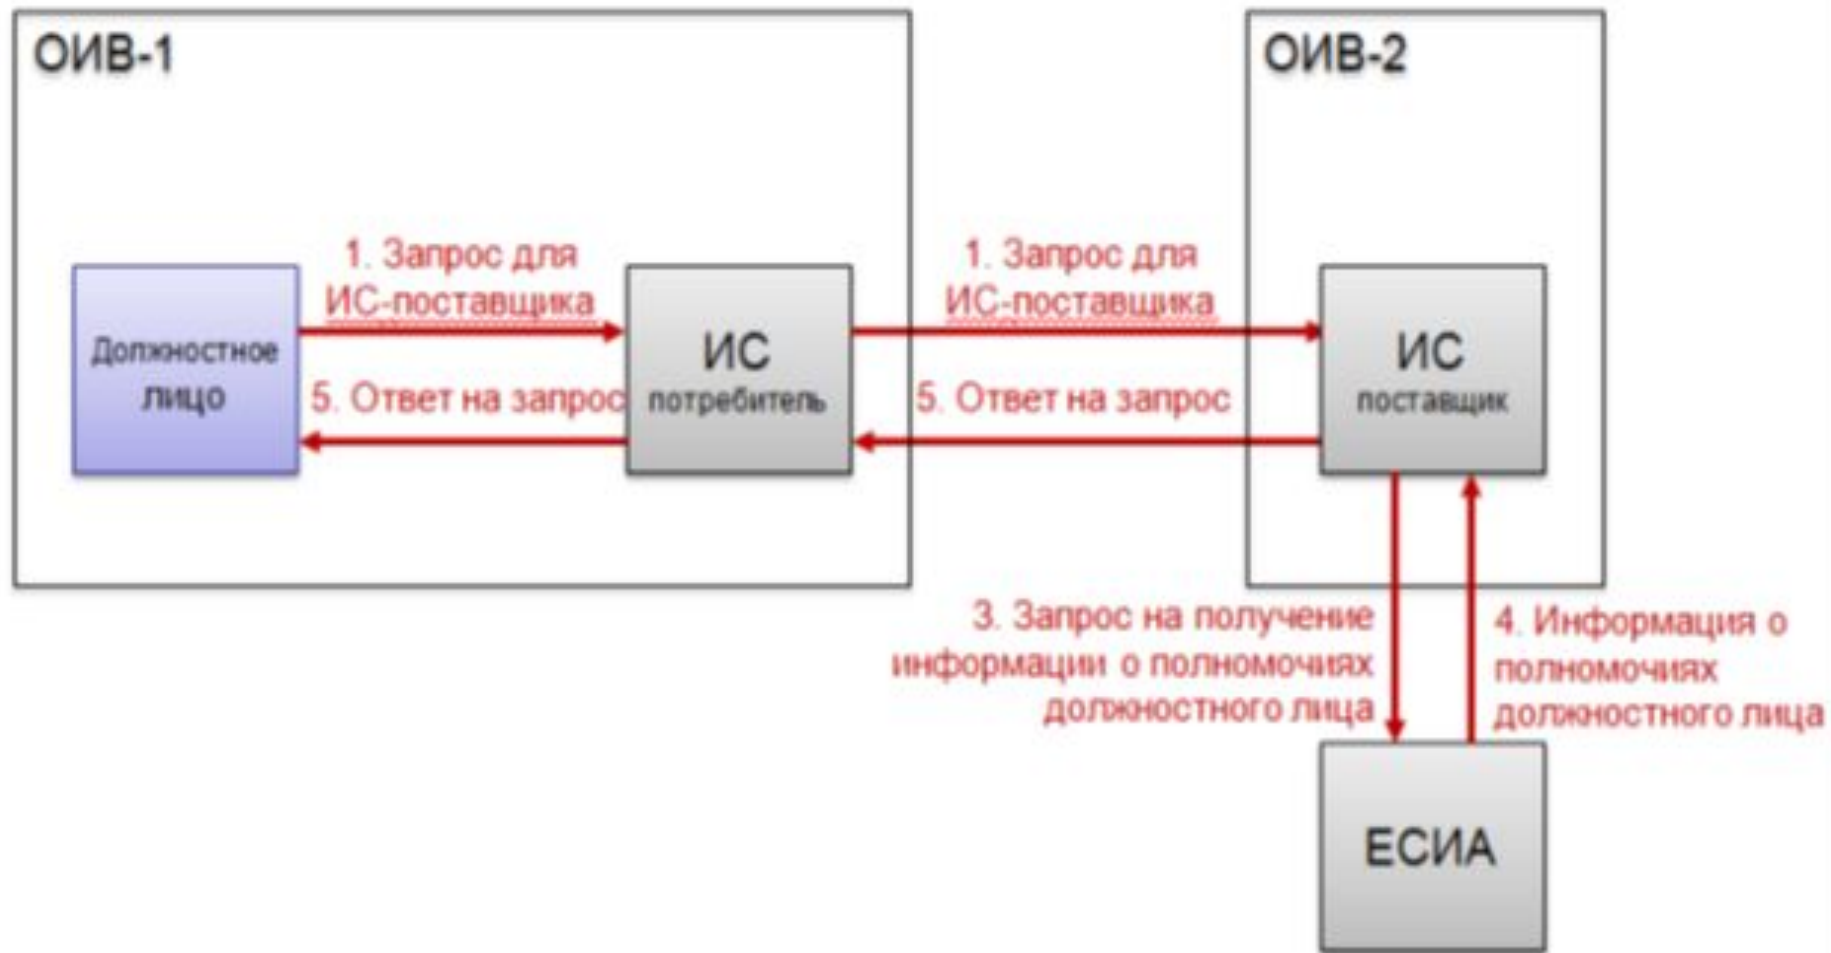 ОИВ-1
ОИВ-2
1. Запрос для
ИС-поставщика
1. Запрос для
ИС-поставщика
Должностное
лицо
ИС
потребитель
ИС
поставщик
5. Ответ на запрос
5. Ответ на запрос
3. Запрос на получение
информации о полномочиях
должностного лица
4. Информация о
полномочиях
должностного лица
ЕСИА